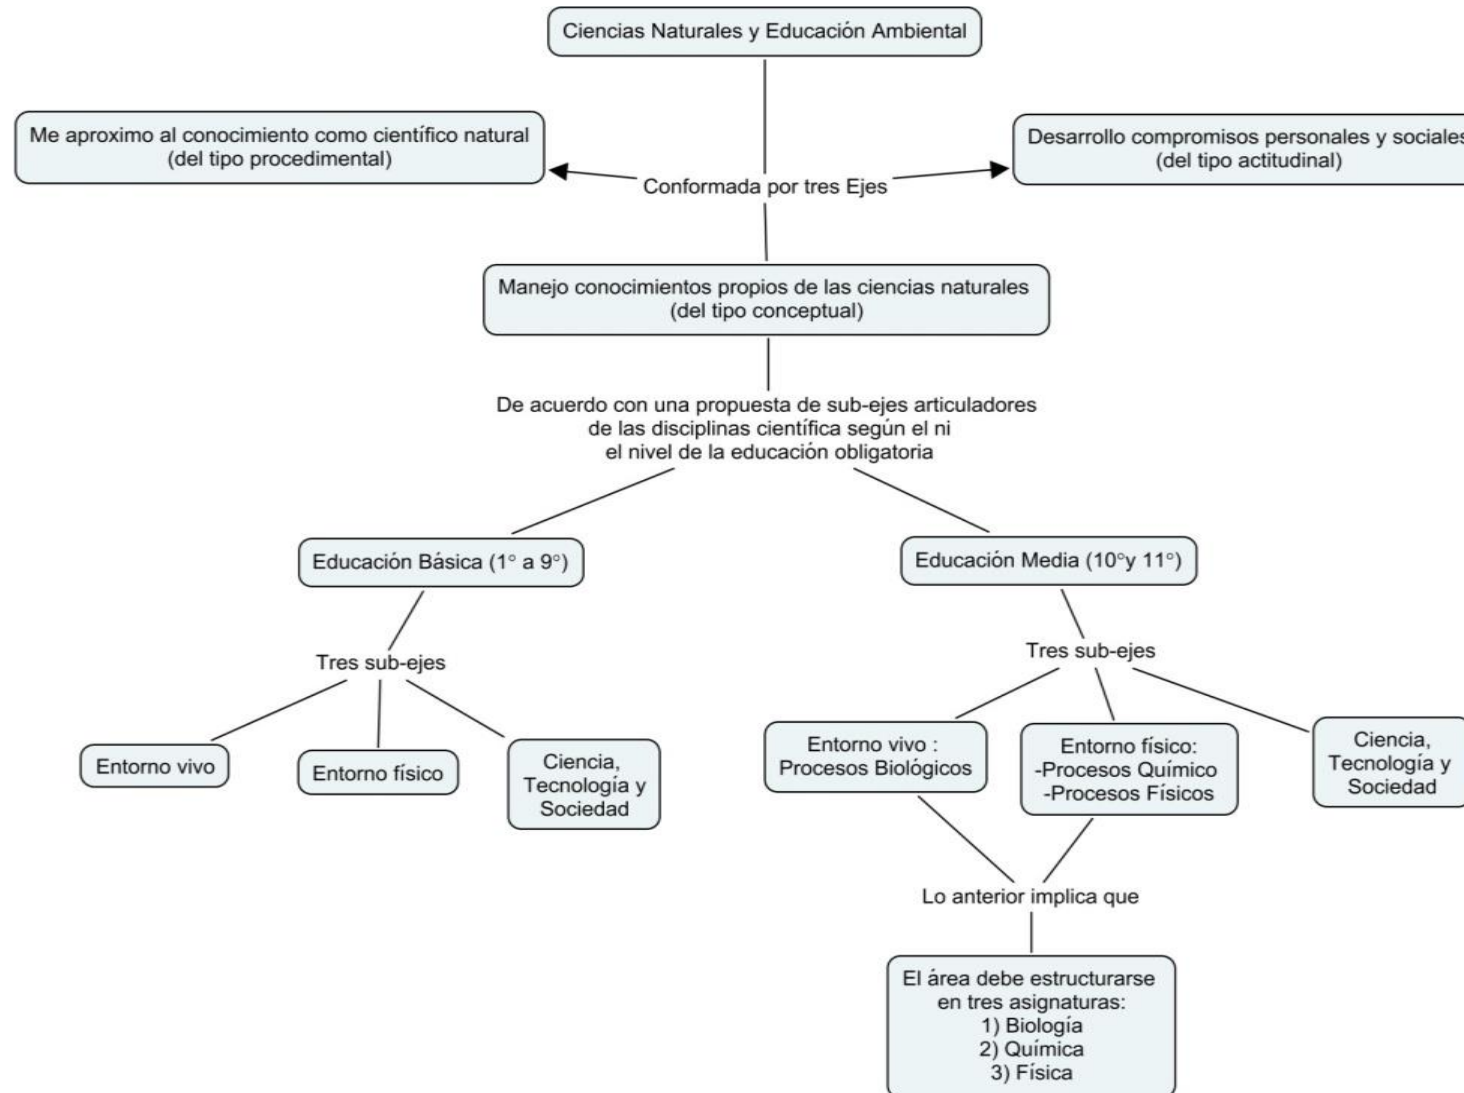 Ciencias Naturales y Educación Ambiental
Me aproximo al conocimiento como científico natural
(del tipo procedimental)
Desarrollo compromisos personales y sociales
(del tipo actitudinal)
Conformada por tres Ejes
Manejo conocimientos propios de las ciencias naturales
(del tipo conceptual)
De acuerdo con una propuesta de sub-ejes articuladores
de las disciplinas científica según el ni
el nivel de la educación obligatoria
Educación Básica (1° a 9°)
Educación Media (10°y 11°)
Tres sub-ejes
Tres sub-ejes
Entorno vivo
Entorno físico
Ciencia,
Tecnología y
Sociedad
Entorno vivo :
Procesos Biológicos
Entorno físico:
-Procesos Químico
-Procesos Físicos
Ciencia,
Tecnología y
Sociedad
Lo anterior implica que
El área debe estructurarse
en tres asignaturas:
1) Biología
2) Química
3) Física